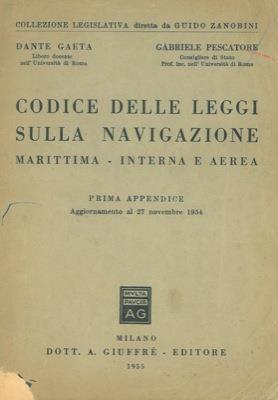 COLLEZIONE LEGISLATIVA diretta da GUIDO ZANOBINI
DANTE GAETA
Libero docente
nell'Università di Roma
GABRIELE PESCATORE
Consigliere di Stato
Prof. inc. nell'Università di Roma
CODICE DELLE LEGGI
SULLA NAVIGAZIONE
MARITTIMA - INTERNA E AEREA
PRIMA APPENDICE
Aggiornamento al 27 novembre 1954
MVLTA
PAVCIS
AG
MILANO
DOTT. A. GIUFFRÈ - EDITORE
1955